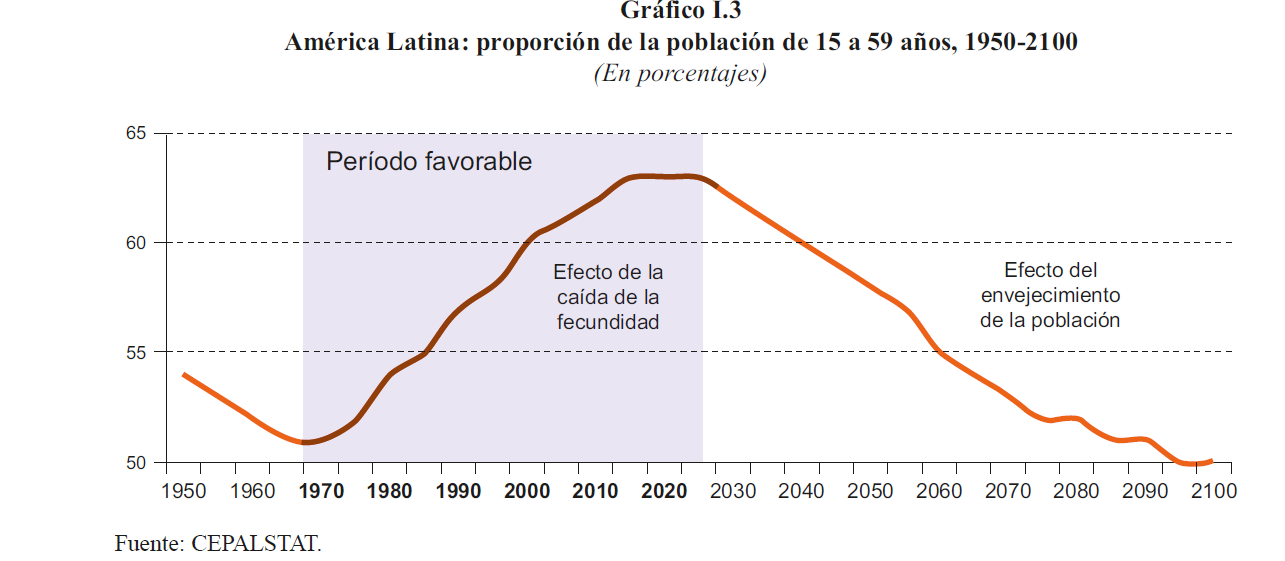 Gráfico I.3
América Latina: proporción de la población de 15 a 59 años, 1950-2100
(En porcentajes)
65
Período favorable
60
Efecto de la
caída de la
fecundidad
Efecto del
envejecimiento
de la población
55
50
1950 1960 1970 1980 1990 2000 2010 2020 2030 2040 2050 2060 2070 2080 2090 2100
Fuente: CEPALSTAT.